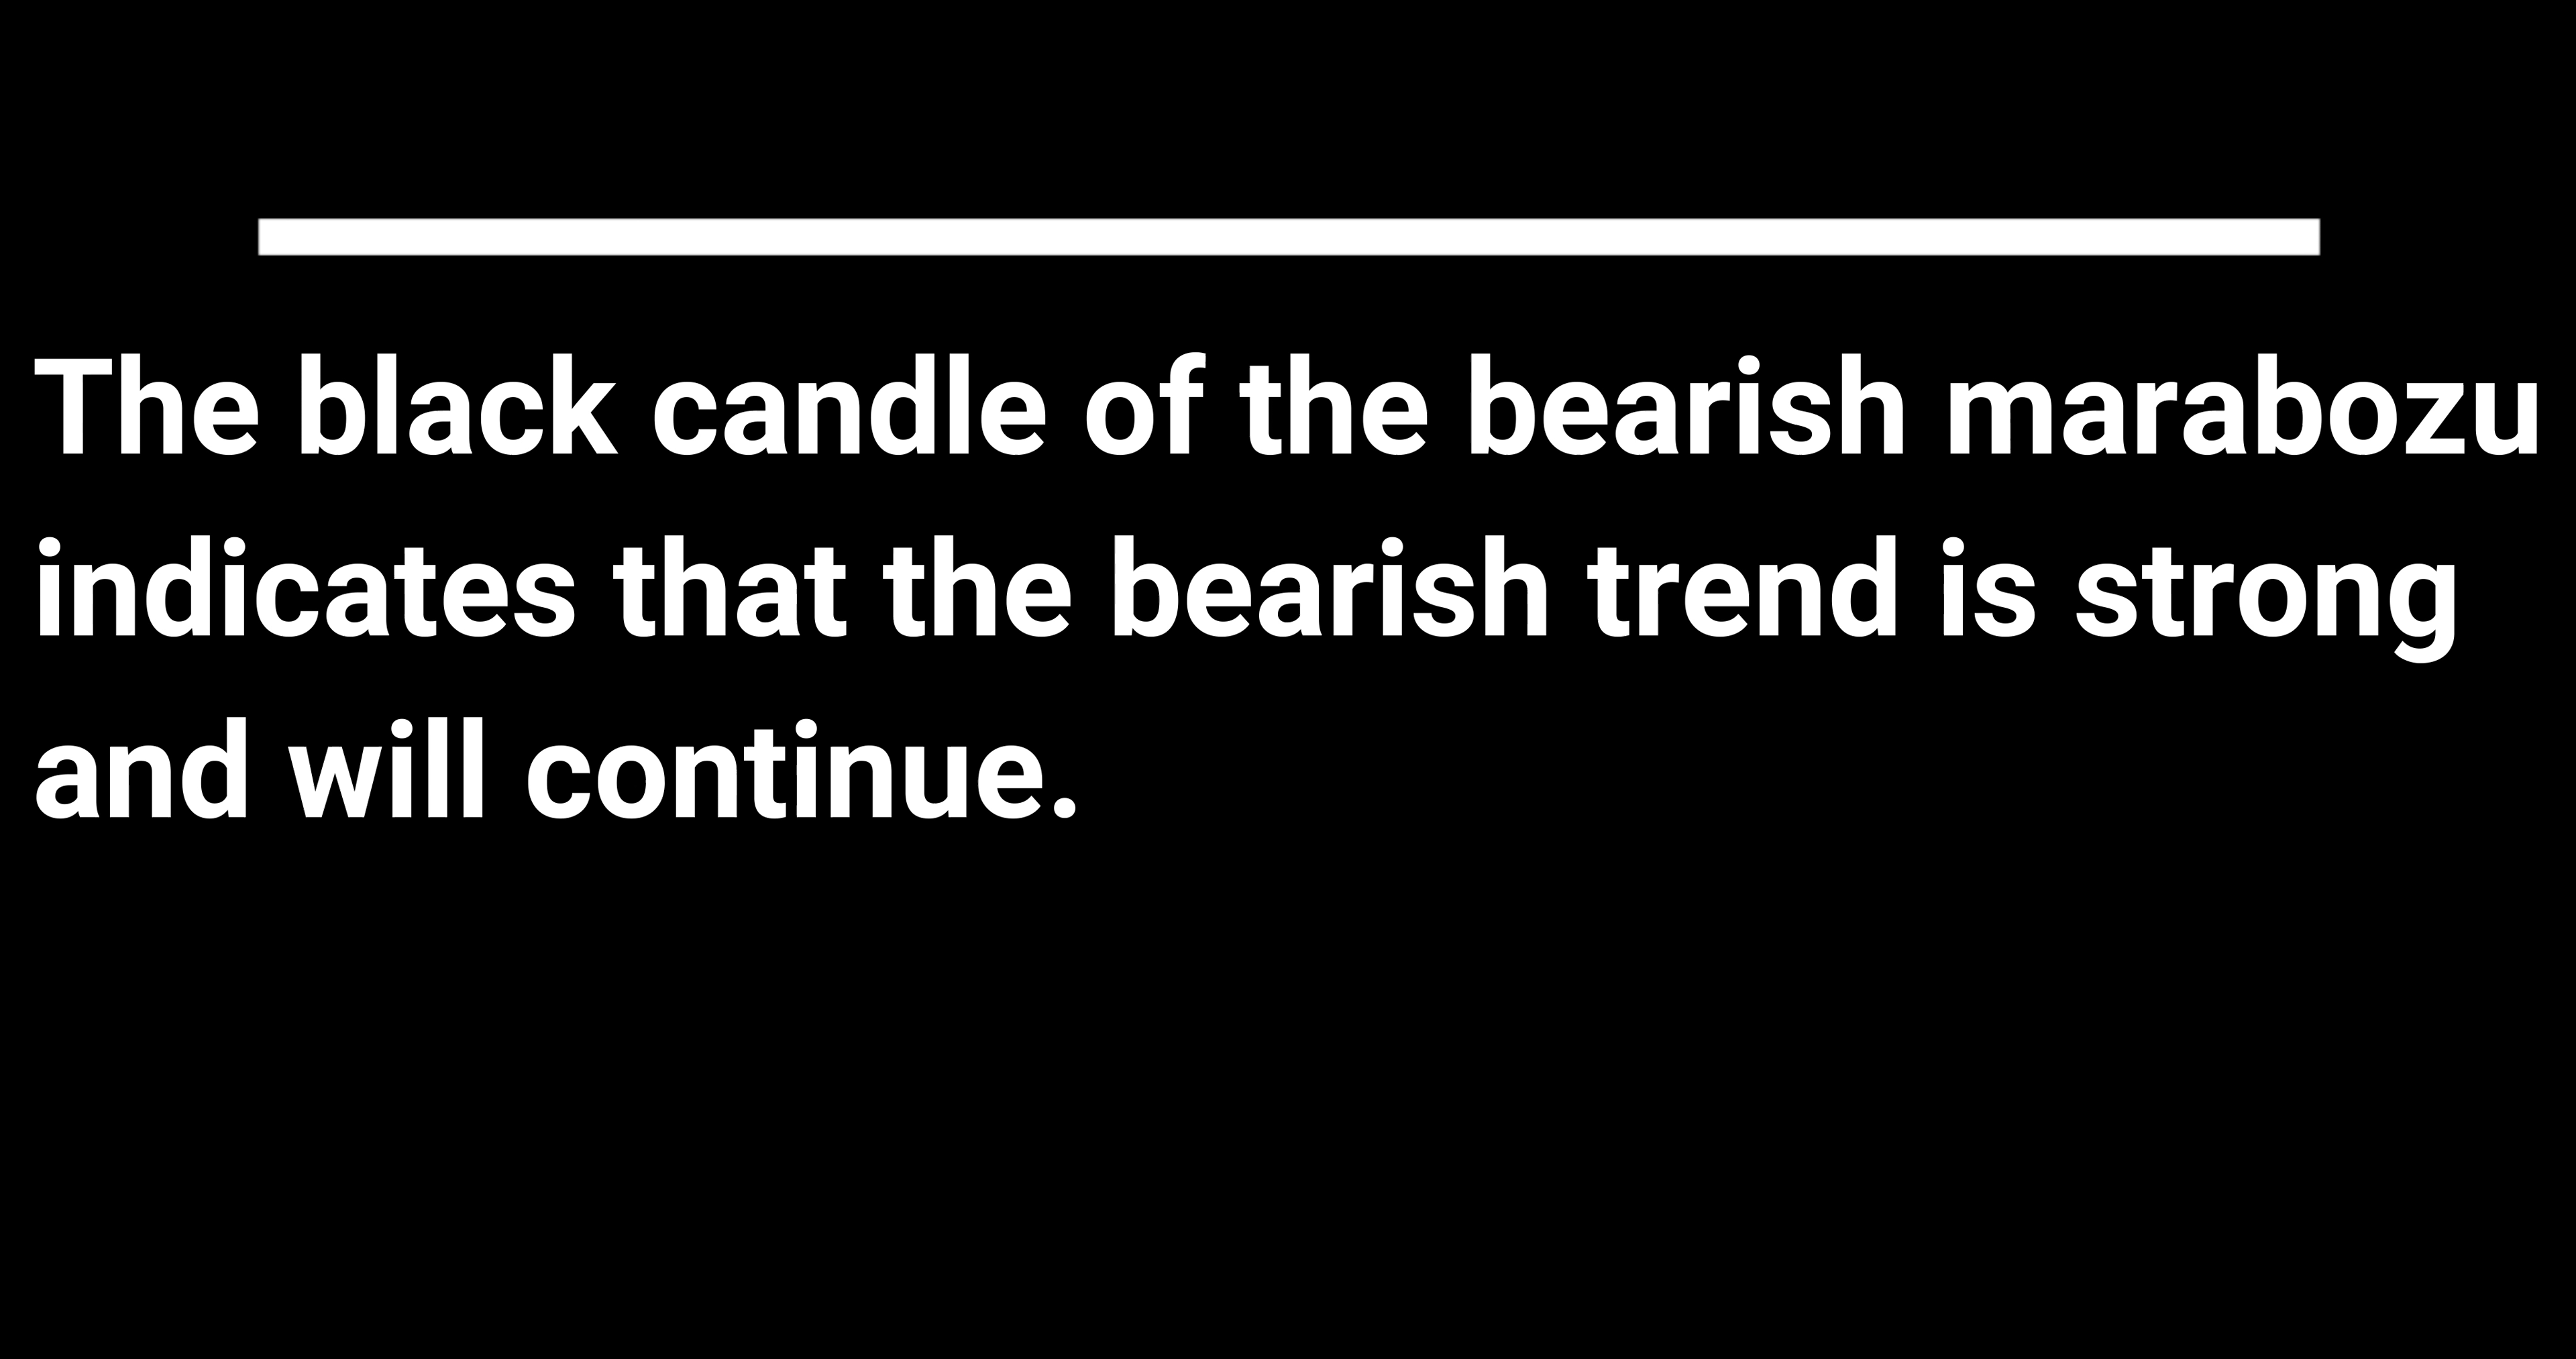 The black candle of the bearish marabozu
indicates that the bearish trend is strong
and will continue.